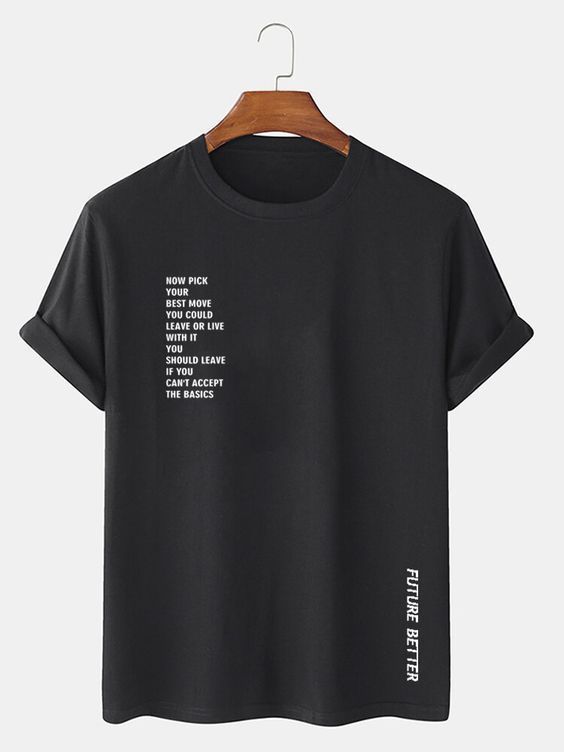 NOW PICK
YOUR
BEST MOVE
YOU COULD
LEAVE OR LIVE
WITH IT
YOU
SHOULD LEAVE
IF YOU
CAN'T ACCEPT
THE BASICS
FUTURE BETTER